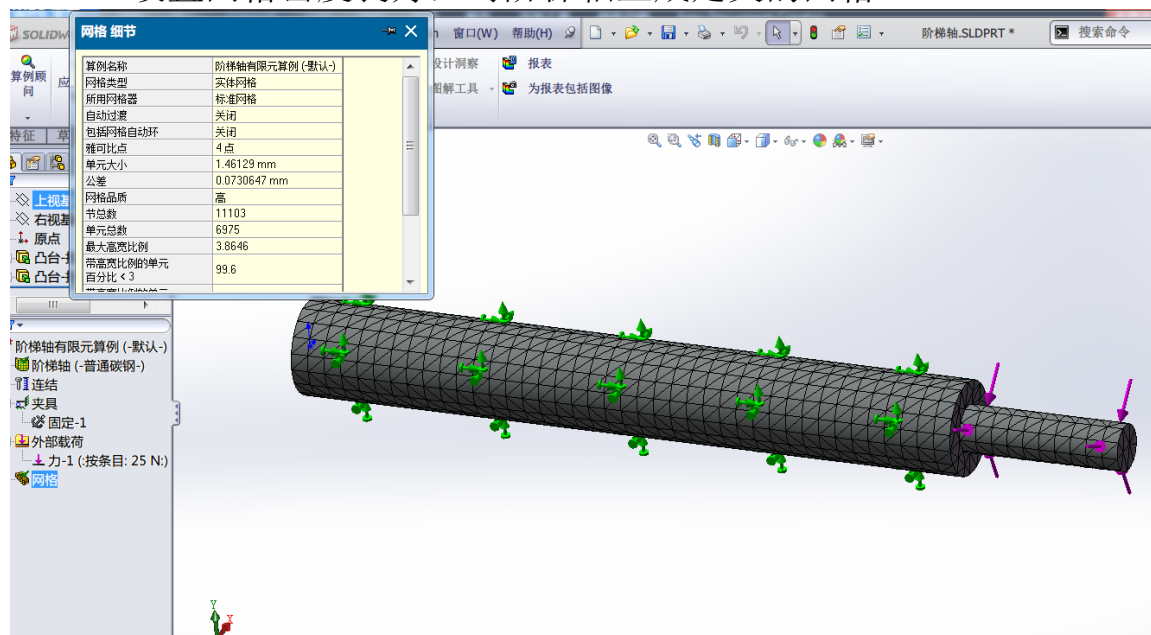 SOLIDW
窗口(W) 帮助(H)
阶梯轴.SLDPRT *
搜索命令
网格 细节
算例顾问
应
设计洞察 报表
图解工具 为报表包括图像
特征 草
算例名称 阶梯轴有限元算例 (-默认-)
网格类型 实体网格
所用网格器 标准网格
自动过渡 关闭
包括网格自动环 关闭
雅可比点 4 点
单元大小 1.46129 mm
公差 0.0730647 mm
网格品质 高
节总数 11103
单元总数 6975
最大高宽比例 3.8646
带高宽比例的单元百分比 < 3 99.6
上视基
右视基
原点
凸台-
凸台-
阶梯轴有限元算例 (-默认-)
阶梯轴 (-普通碳钢-)
连结
夹具
固定-1
外部载荷
力-1 (:按条目: 25 N:)
网格
Y
X